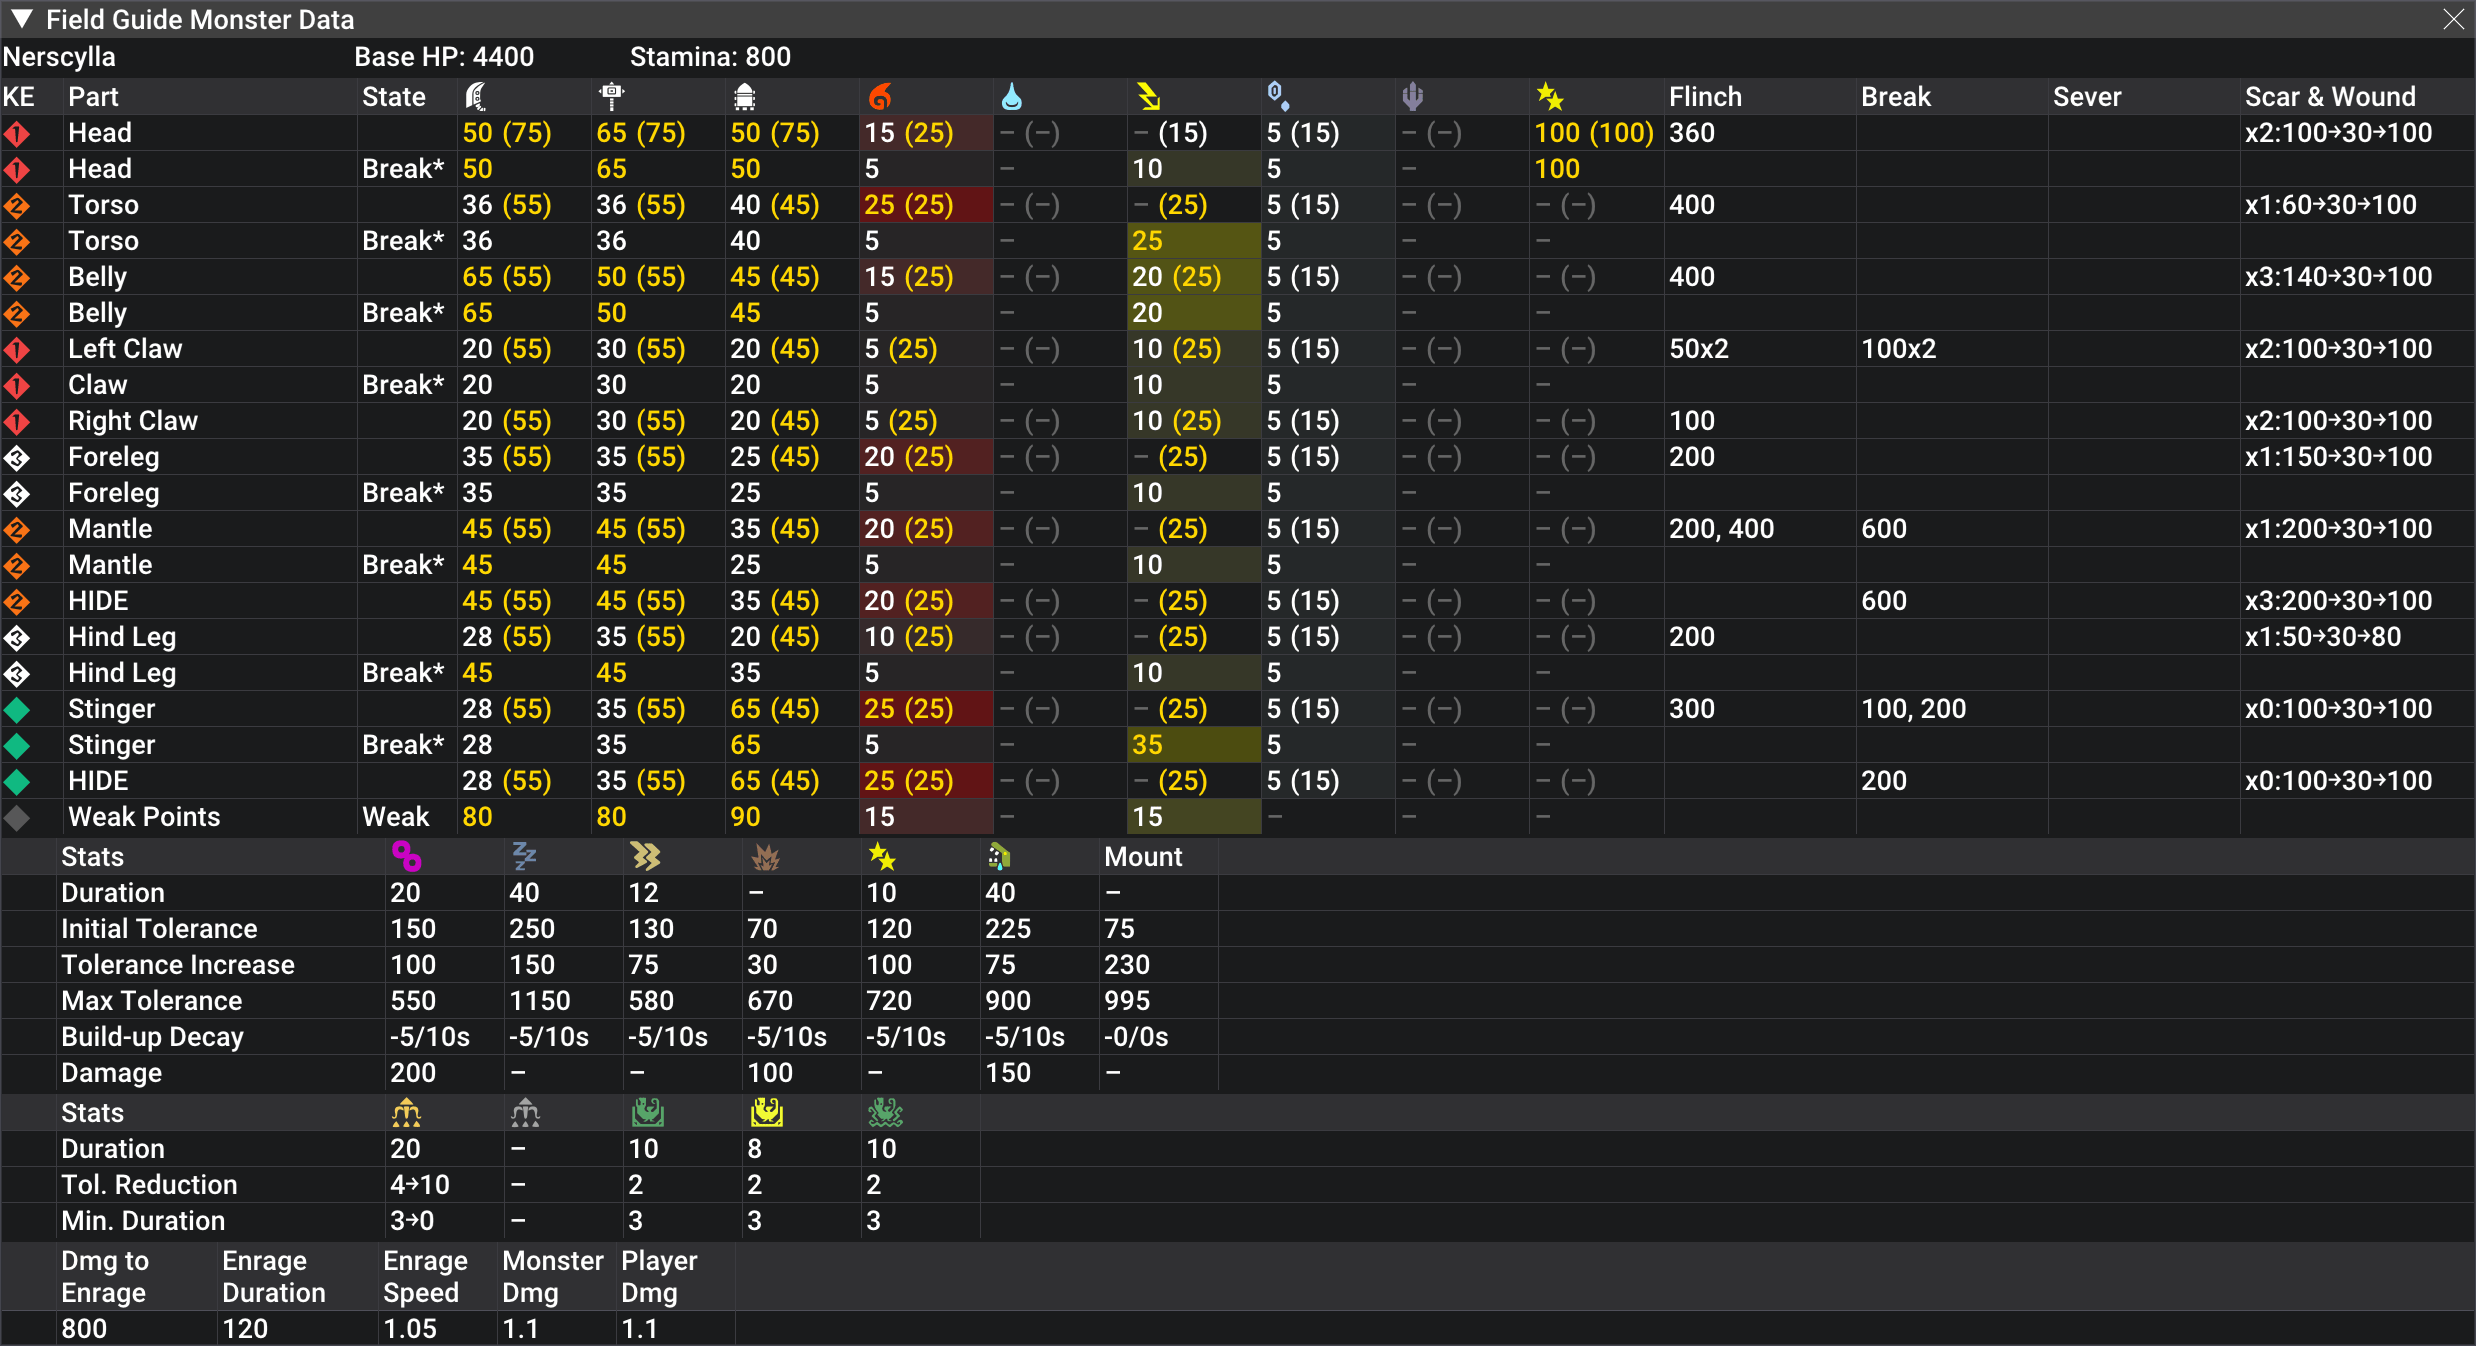 Field Guide Monster Data
Nerscylla Base HP: 4400 Stamina: 800
KE Part State Flinch Break Sever Scar & Wound
1 Head 50 (75) 65 (75) 50 (75) 15 (25) – (–) – (15) 5 (15) – (–) 100 (100) 360 x2:100→30→100
1 Head Break* 50 65 50 5 – 10 5 – 100
2 Torso 36 (55) 36 (55) 40 (45) 25 (25) – (–) – (25) 5 (15) – (–) – (–) 400 x1:60→30→100
2 Torso Break* 36 36 40 5 – 25 5 – –
2 Belly 65 (55) 50 (55) 45 (45) 15 (25) – (–) 20 (25) 5 (15) – (–) – (–) 400 x3:140→30→100
2 Belly Break* 65 50 45 5 – 20 5 – –
1 Left Claw 20 (55) 30 (55) 20 (45) 5 (25) – (–) 10 (25) 5 (15) – (–) – (–) 50x2 100x2 x2:100→30→100
1 Claw Break* 20 30 20 5 – 10 5 – –
1 Right Claw 20 (55) 30 (55) 20 (45) 5 (25) – (–) 10 (25) 5 (15) – (–) – (–) 100 x2:100→30→100
3 Foreleg 35 (55) 35 (55) 25 (45) 20 (25) – (–) – (25) 5 (15) – (–) – (–) 200 x1:150→30→100
3 Foreleg Break* 35 35 25 5 – 10 5 – –
2 Mantle 45 (55) 45 (55) 35 (45) 20 (25) – (–) – (25) 5 (15) – (–) – (–) 200, 400 600 x1:200→30→100
2 Mantle Break* 45 45 25 5 – 10 5 – –
2 HIDE 45 (55) 45 (55) 35 (45) 20 (25) – (–) – (25) 5 (15) – (–) – (–) 600 x3:200→30→100
3 Hind Leg 28 (55) 35 (55) 20 (45) 10 (25) – (–) – (25) 5 (15) – (–) – (–) 200 x1:50→30→80
3 Hind Leg Break* 45 45 35 5 – 10 5 – –
Stinger 28 (55) 35 (55) 65 (45) 25 (25) – (–) – (25) 5 (15) – (–) – (–) 300 100, 200 x0:100→30→100
Stinger Break* 28 35 65 5 – 35 5 – –
HIDE 28 (55) 35 (55) 65 (45) 25 (25) – (–) – (25) 5 (15) – (–) – (–) 200 x0:100→30→100
Weak Points Weak 80 80 90 15 – 15 – – –
Stats Mount
Duration 20 40 12 – 10 40 –
Initial Tolerance 150 250 130 70 120 225 75
Tolerance Increase 100 150 75 30 100 75 230
Max Tolerance 550 1150 580 670 720 900 995
Build-up Decay -5/10s -5/10s -5/10s -5/10s -5/10s -5/10s -0/0s
Damage 200 – – 100 – 150 –
Stats
Duration 20 – 10 8 10
Tol. Reduction 4→10 – 2 2 2
Min. Duration 3→0 – 3 3 3
Dmg to Enrage Enrage Duration Enrage Speed Monster Dmg Player Dmg
800 120 1.05 1.1 1.1